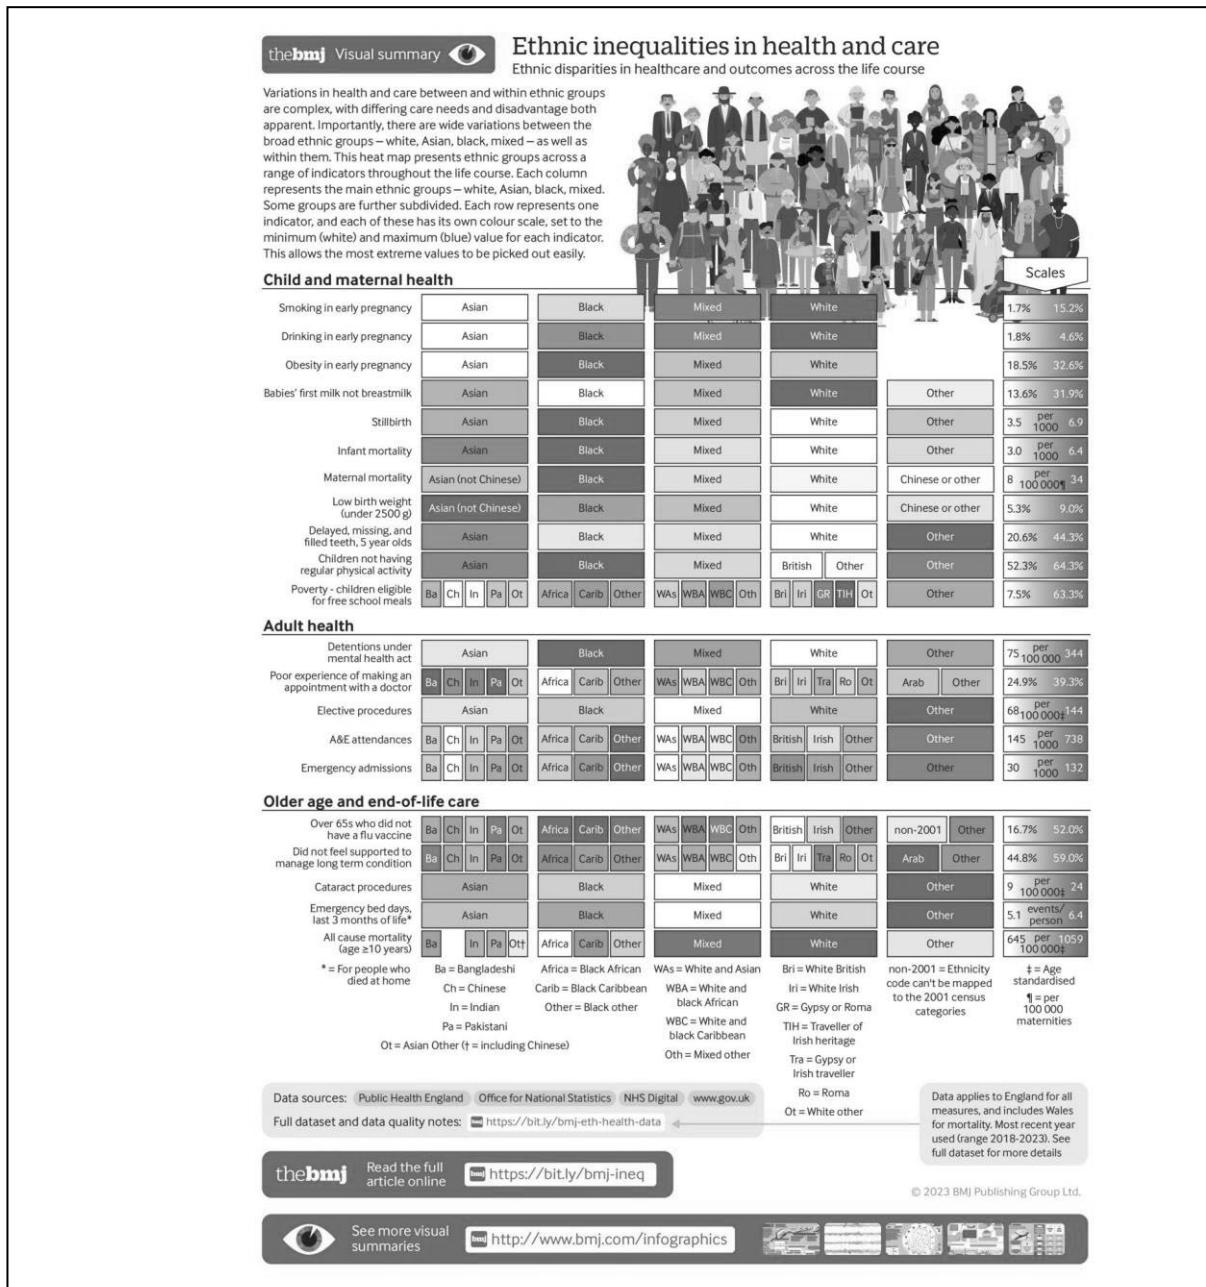 thebmj Visual summary
Ethnic inequalities in health and care
Ethnic disparities in healthcare and outcomes across the life course
Variations in health and care between and within ethnic groups
are complex, with differing care needs and disadvantage both
apparent. Importantly, there are wide variations between the
broad ethnic groups – white, Asian, black, mixed – as well as
within them. This heat map presents ethnic groups across a
range of indicators throughout the life course. Each column
represents the main ethnic groups – white, Asian, black, mixed.
Some groups are further subdivided. Each row represents one
indicator, and each of these has its own colour scale, set to the
minimum (white) and maximum (blue) value for each indicator.
This allows the most extreme values to be picked out easily.
Scales
Child and maternal health
Smoking in early pregnancy Asian Black Mixed White 1.7% 15.2%
Drinking in early pregnancy Asian Black Mixed White 1.8% 4.6%
Obesity in early pregnancy Asian Black Mixed White 18.5% 32.6%
Babies' first milk not breastmilk Asian Black Mixed White Other 13.6% 31.9%
Stillbirth Asian Black Mixed White Other 3.5 per 1000 6.9
Infant mortality Asian Black Mixed White Other 3.0 per 1000 6.4
Maternal mortality Asian (not Chinese) Black Mixed White Chinese or other 8 per 100 000¶ 34
Low birth weight
(under 2500 g) Asian (not Chinese) Black Mixed White Chinese or other 5.3% 9.0%
Delayed, missing, and
filled teeth, 5 year olds Asian Black Mixed White Other 20.6% 44.3%
Children not having
regular physical activity Asian Black Mixed British Other Other 52.3% 64.3%
Poverty - children eligible
for free school meals Ba Ch In Pa Ot Africa Carib Other WAs WBA WBC Oth Bri Iri GR TIH Ot Other 7.5% 63.3%
Adult health
Detentions under
mental health act Asian Black Mixed White Other 75 per 100 000 344
Poor experience of making an
appointment with a doctor Ba Ch In Pa Ot Africa Carib Other WAs WBA WBC Oth Bri Iri Tra Ro Ot Arab Other 24.9% 39.3%
Elective procedures Asian Black Mixed White Other 68 per 100 000‡ 144
A&E attendances Ba Ch In Pa Ot Africa Carib Other WAs WBA WBC Oth British Irish Other Other 145 per 1000 738
Emergency admissions Ba Ch In Pa Ot Africa Carib Other WAs WBA WBC Oth British Irish Other Other 30 per 1000 132
Older age and end-of-life care
Over 65s who did not
have a flu vaccine Ba Ch In Pa Ot Africa Carib Other WAs WBA WBC Oth British Irish Other non-2001 Other 16.7% 52.0%
Did not feel supported to
manage long term condition Ba Ch In Pa Ot Africa Carib Other WAs WBA WBC Oth Bri Iri Tra Ro Ot Arab Other 44.8% 59.0%
Cataract procedures Asian Black Mixed White Other 9 per 100 000‡ 24
Emergency bed days,
last 3 months of life* Asian Black Mixed White Other 5.1 events/person 6.4
All cause mortality
(age ≥10 years) Ba In Pa Ot† Africa Carib Other Mixed White Other 645 per 100 000‡ 1059
* = For people who
died at home
Ba = Bangladeshi
Ch = Chinese
In = Indian
Pa = Pakistani
Ot = Asian Other († = including Chinese)
Africa = Black African
Carib = Black Caribbean
Other = Black other
WAs = White and Asian
WBA = White and
black African
WBC = White and
black Caribbean
Oth = Mixed other
Bri = White British
Iri = White Irish
GR = Gypsy or Roma
TIH = Traveller of
Irish heritage
Tra = Gypsy or
Irish traveller
Ro = Roma
Ot = White other
non-2001 = Ethnicity
code can't be mapped
to the 2001 census
categories
‡ = Age
standardised
¶ = per
100 000
maternities
Data sources: Public Health England Office for National Statistics NHS Digital www.gov.uk
Full dataset and data quality notes: bmj https://bit.ly/bmj-eth-health-data
Data applies to England for all
measures, and includes Wales
for mortality. Most recent year
used (range 2018-2023). See
full dataset for more details
thebmj Read the full
article online bmj https://bit.ly/bmj-ineq
© 2023 BMJ Publishing Group Ltd.
See more visual
summaries bmj http://www.bmj.com/infographics